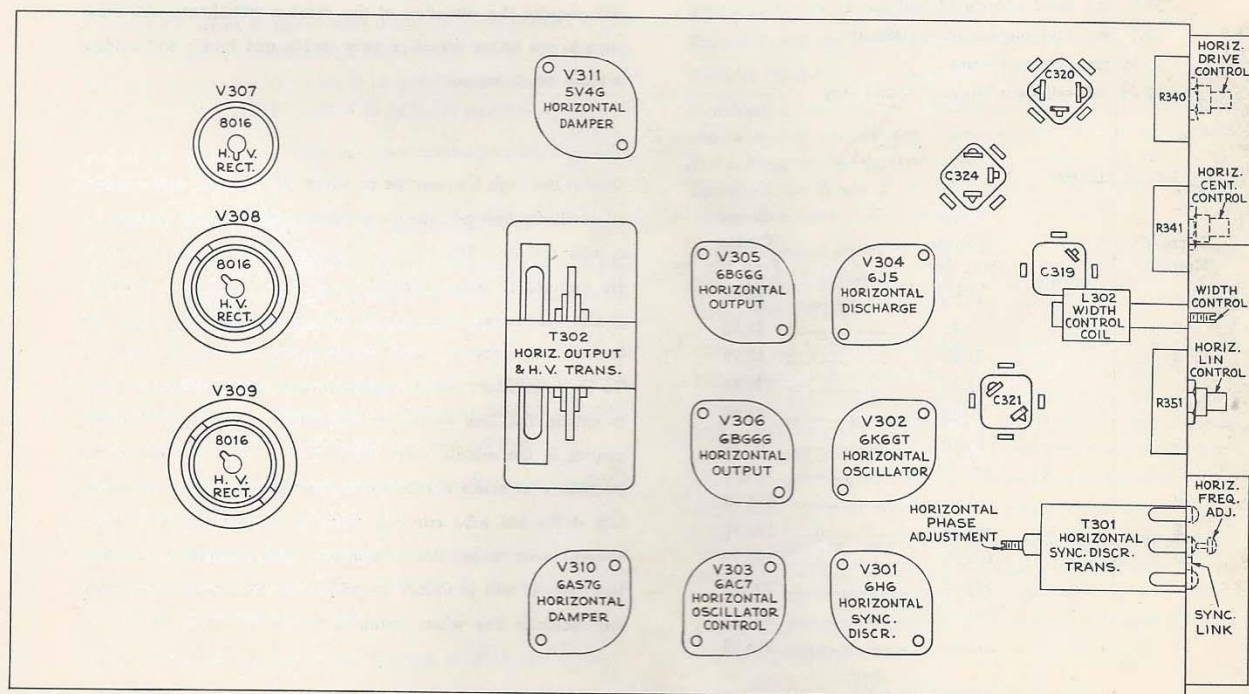 V307
8016
H. V.
RECT.
V308
8016
H. V.
RECT.
V309
8016
H. V.
RECT.
V311
5V4G
HORIZONTAL
DAMPER
T302
HORIZ. OUTPUT
& H.V. TRANS.
V310
6AS7G
HORIZONTAL
DAMPER
V305
6BG6G
HORIZONTAL
OUTPUT
V304
6J5
HORIZONTAL
DISCHARGE
V306
6BG6G
HORIZONTAL
OUTPUT
V302
6K6GT
HORIZONTAL
OSCILLATOR
V303
6AC7
HORIZONTAL
OSCILLATOR
CONTROL
V301
6H6
HORIZONTAL
SYNC.
DISCR.
C320
C324
C319
L302
WIDTH
CONTROL
COIL
C321
HORIZONTAL
PHASE
ADJUSTMENT
T301
HORIZONTAL
SYNC. DISCR.
TRANS.
R340
HORIZ.
DRIVE
CONTROL
R341
HORIZ.
CENT.
CONTROL
WIDTH
CONTROL
R351
HORIZ.
LIN
CONTROL
HORIZ.
FREQ.
ADJ.
SYNC.
LINK